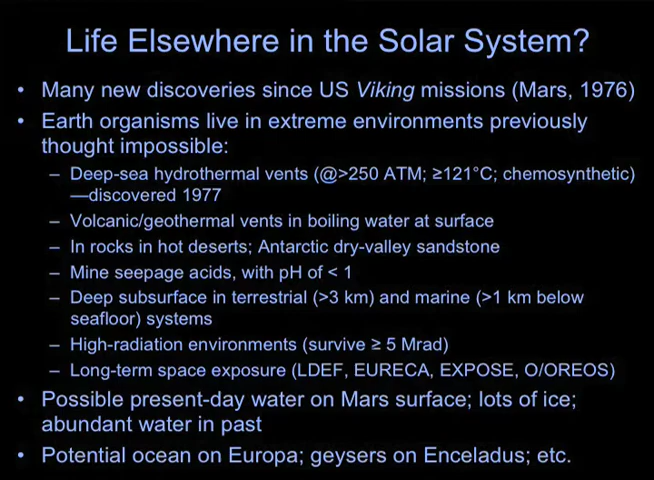 Life Elsewhere in the Solar System?
• Many new discoveries since US Viking missions (Mars, 1976)
• Earth organisms live in extreme environments previously
thought impossible:
– Deep-sea hydrothermal vents (@>250 ATM; ≥121°C; chemosynthetic)
—discovered 1977
– Volcanic/geothermal vents in boiling water at surface
– In rocks in hot deserts; Antarctic dry-valley sandstone
– Mine seepage acids, with pH of < 1
– Deep subsurface in terrestrial (>3 km) and marine (>1 km below
seafloor) systems
– High-radiation environments (survive ≥ 5 Mrad)
– Long-term space exposure (LDEF, EURECA, EXPOSE, O/OREOS)
• Possible present-day water on Mars surface; lots of ice;
abundant water in past
• Potential ocean on Europa; geysers on Enceladus; etc.